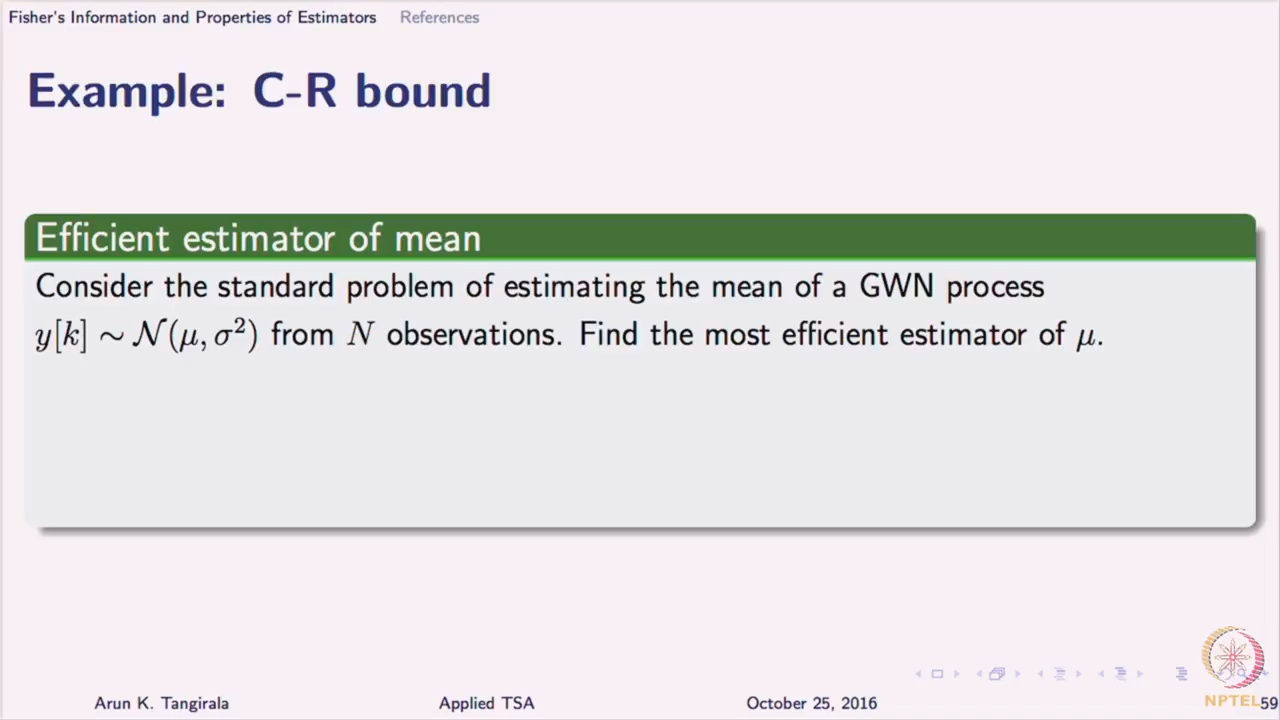 Fisher's Information and Properties of Estimators References
Example: C-R bound
Efficient estimator of mean
Consider the standard problem of estimating the mean of a GWN process
y[k] ∼ 𝒩(μ, σ²) from N observations. Find the most efficient estimator of μ.
Arun K. Tangirala Applied TSA October 25, 2016 59
NPTEL